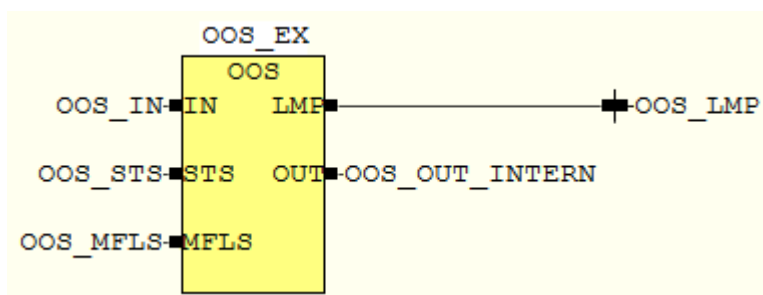 OOS_EX
OOS
OOS_IN IN LMP OOS_LMP
OOS_STS STS OUT OOS_OUT_INTERN
OOS_MFLS MFLS